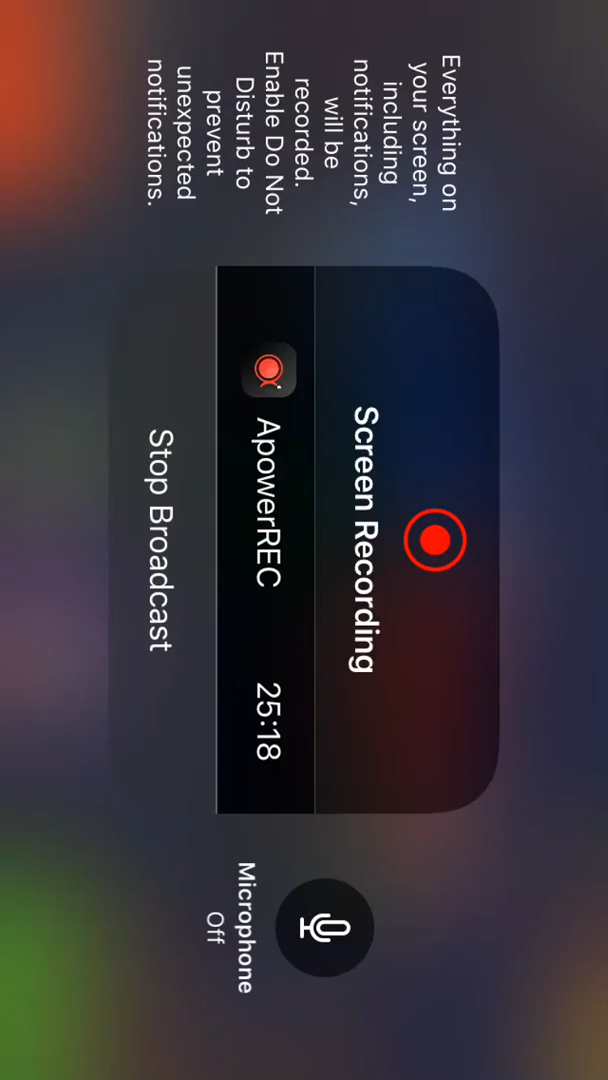 Everything on
your screen,
including
notifications,
will be
recorded.
Enable Do Not
Disturb to
prevent
unexpected
notifications.
Screen Recording
ApowerREC 25:18
Stop Broadcast
Microphone
Off